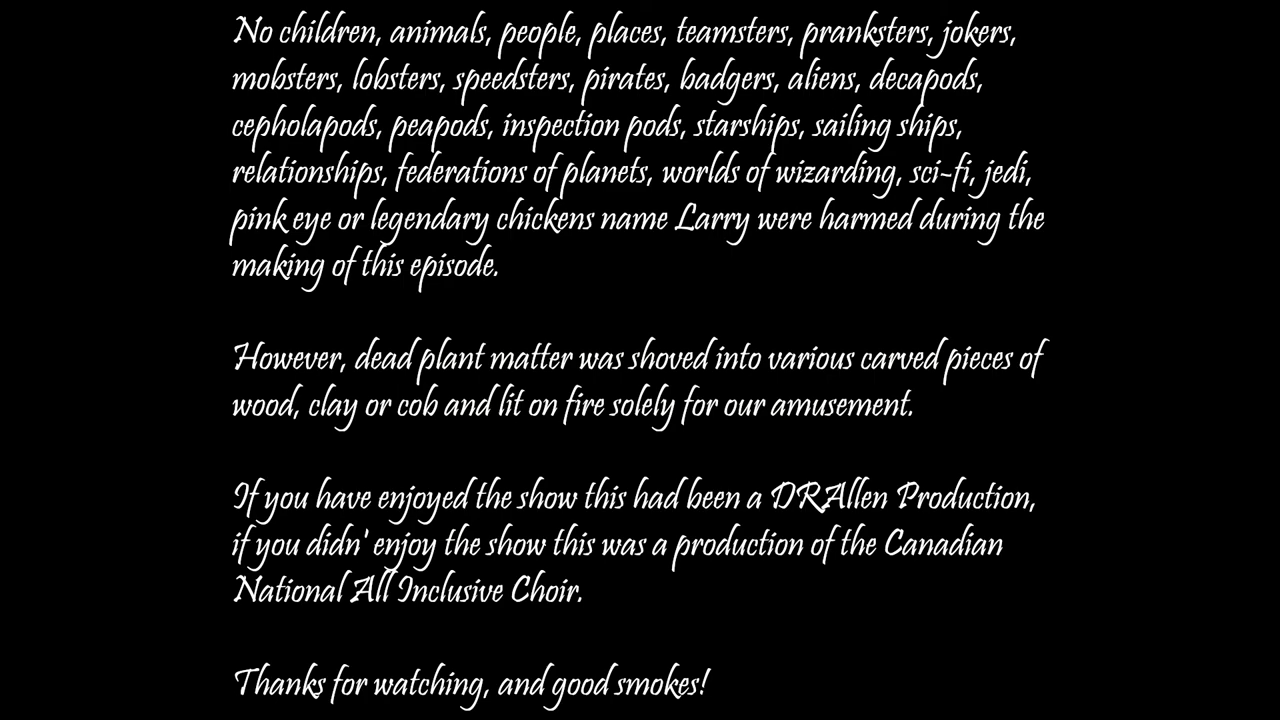 No children, animals, people, places, teamsters, pranksters, jokers,
mobsters, lobsters, speedsters, pirates, badgers, aliens, decapods,
cepholapods, peapods, inspection pods, starships, sailing ships,
relationships, federations of planets, worlds of wizarding, sci-fi, jedi,
pink eye or legendary chickens name Larry were harmed during the
making of this episode.
However, dead plant matter was shoved into various carved pieces of
wood, clay or cob and lit on fire solely for our amusement.
If you have enjoyed the show this had been a DRAllen Production,
if you didn' enjoy the show this was a production of the Canadian
National All Inclusive Choir.
Thanks for watching, and good smokes!